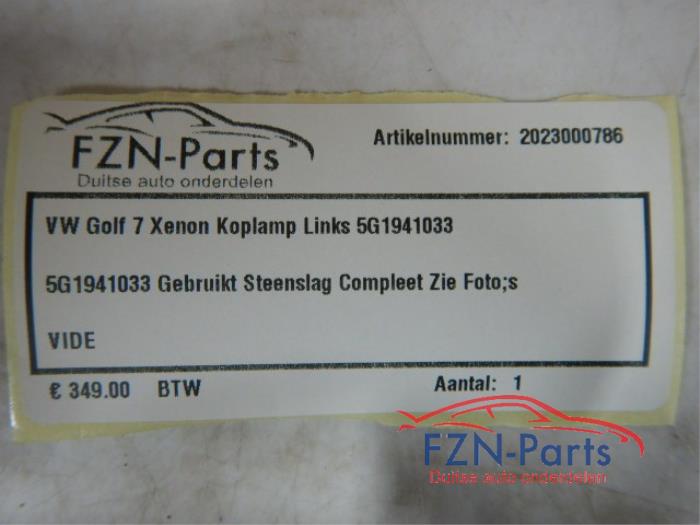 FZN-Parts
Duitse auto onderdelen
Artikelnummer: 2023000786
VW Golf 7 Xenon Koplamp Links 5G1941033
5G1941033 Gebruikt Steenslag Compleet Zie Foto;s
VIDE
€ 349.00 BTW Aantal: 1
FZN-Parts
Duitse auto onderdelen